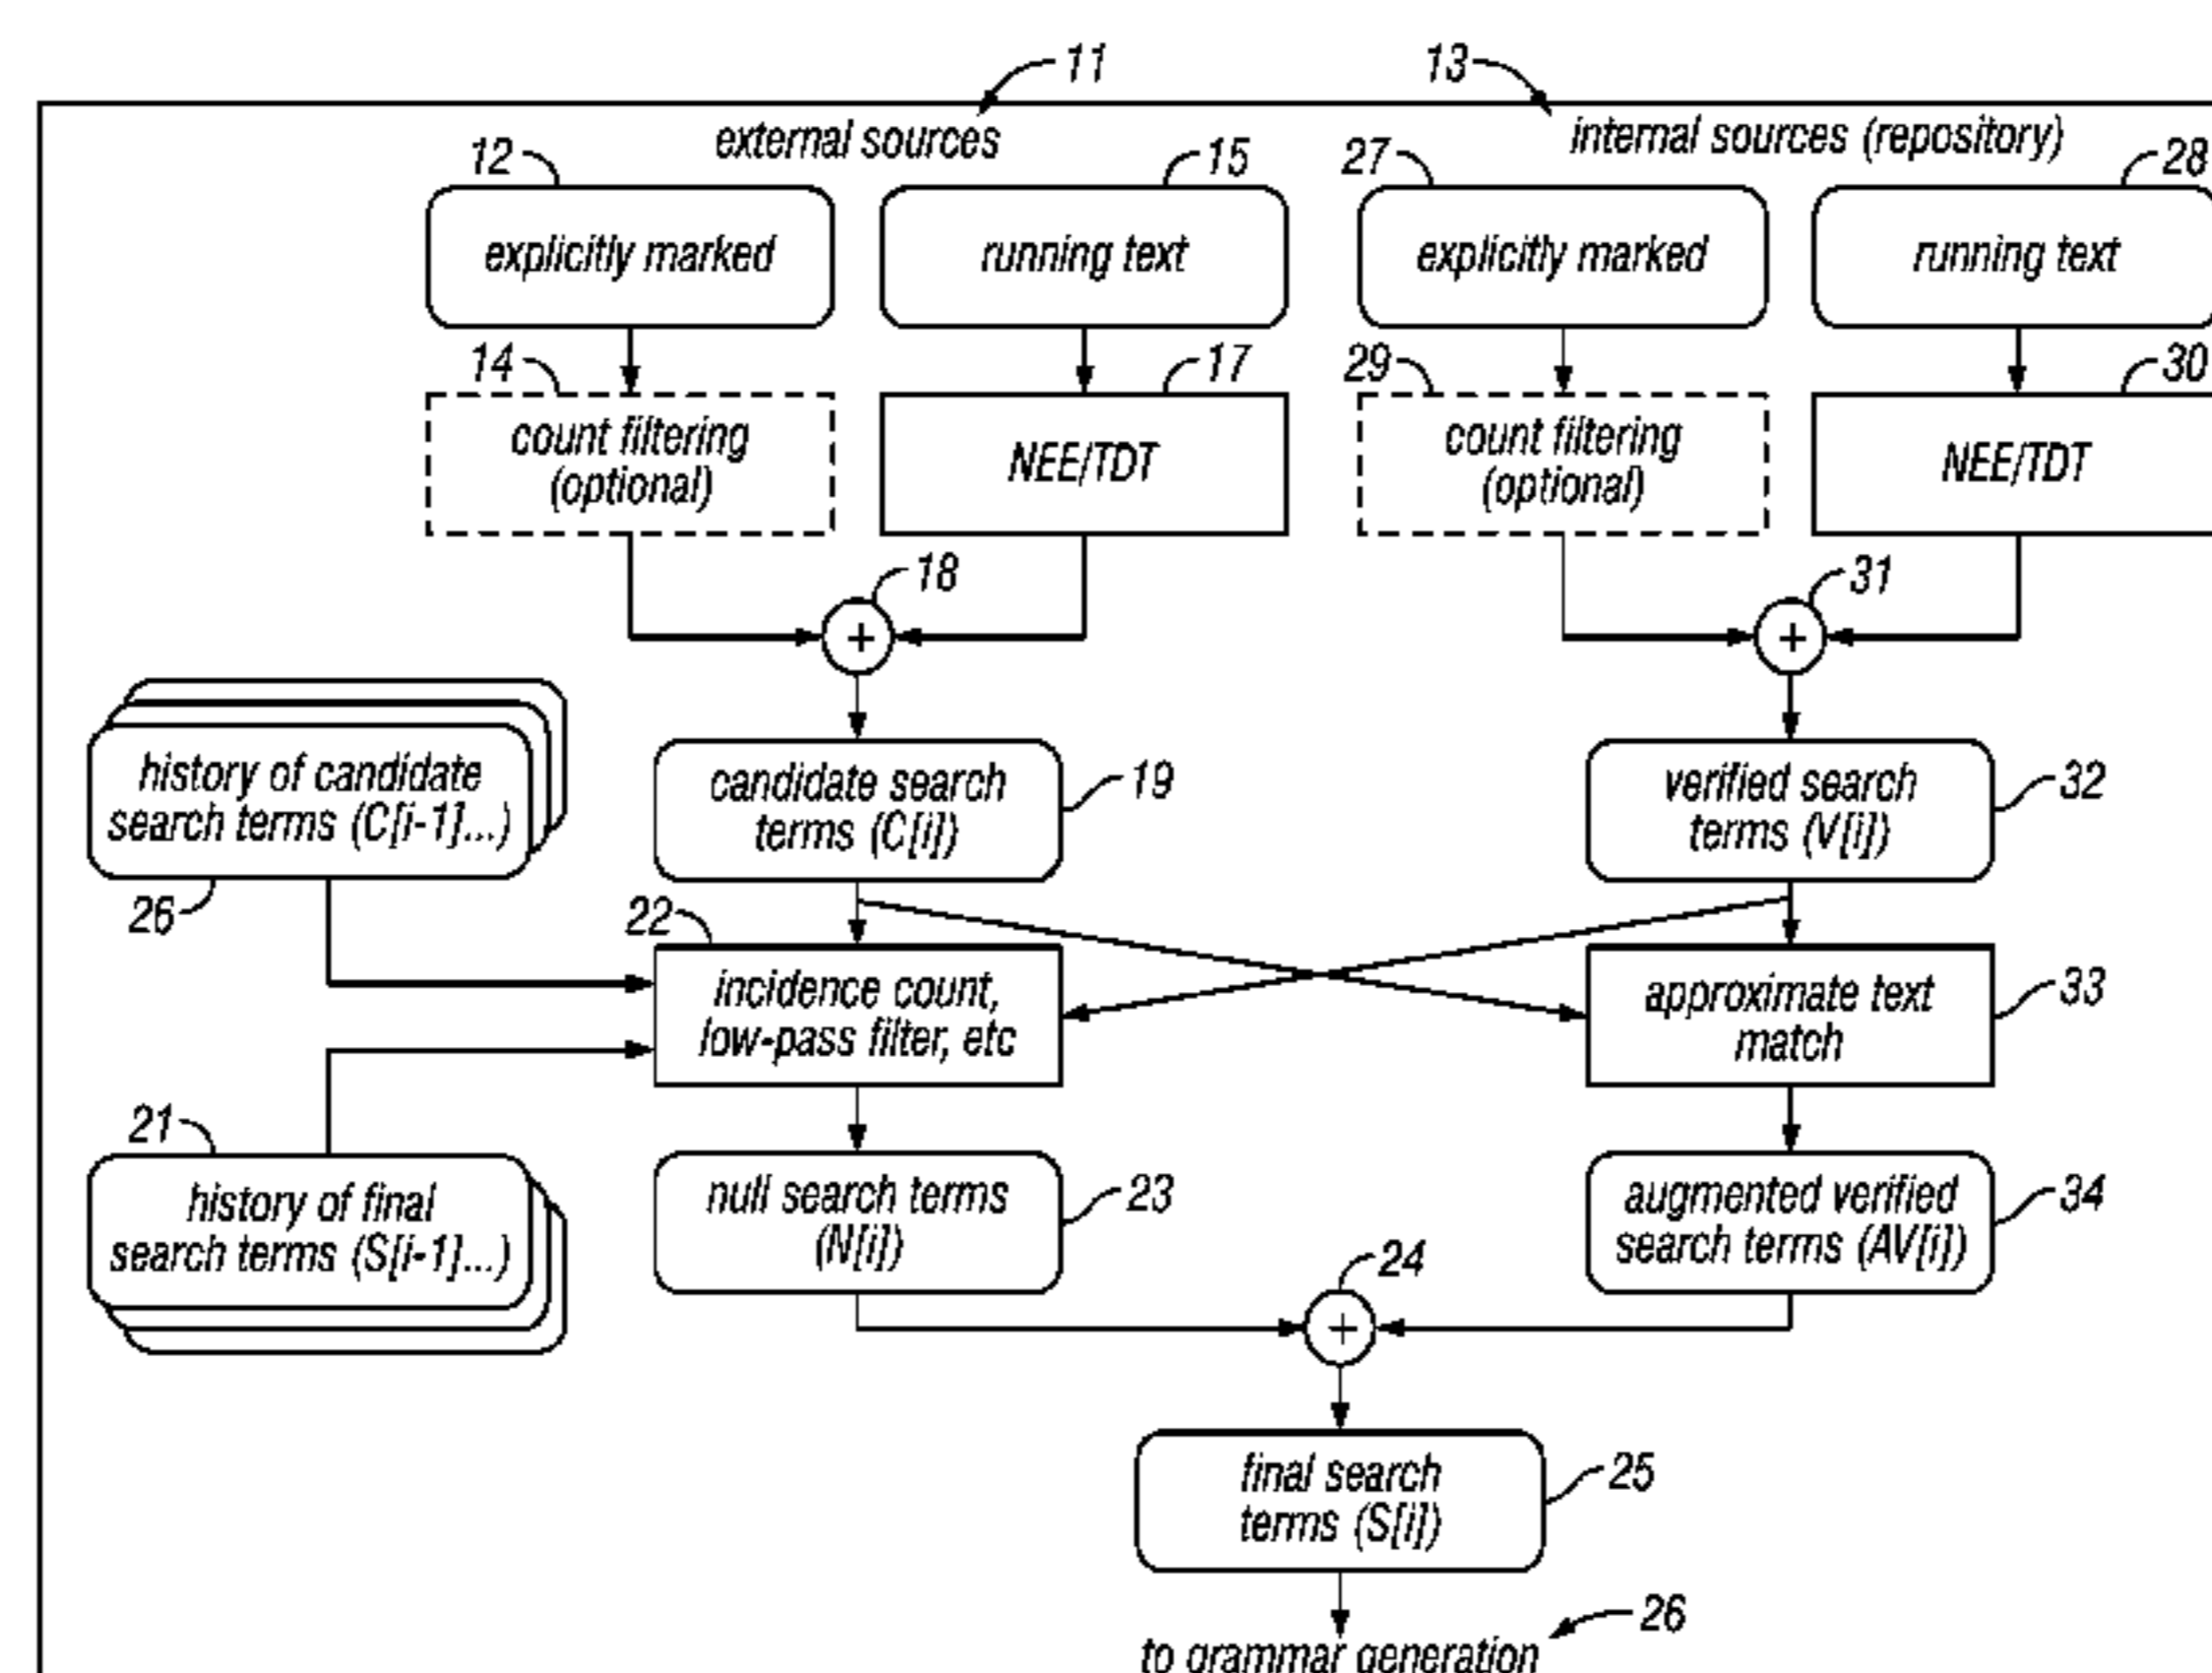 11
13
external sources
internal sources (repository)
12
15
27
28
explicitly marked
running text
explicitly marked
running text
14
17
29
30
count filtering
(optional)
NEE/TDT
count filtering
(optional)
NEE/TDT
18
31
+
+
history of candidate
search terms (C[i-1]...)
candidate search
terms (C[i])
19
verified search
terms (V[i])
32
26
22
incidence count,
low-pass filter, etc
approximate text
match
33
21
history of final
search terms (S[i-1]...)
null search terms
(N[i])
23
augmented verified
search terms (AV[i])
34
24
+
final search
terms (S[i])
25
26
to grammar generation